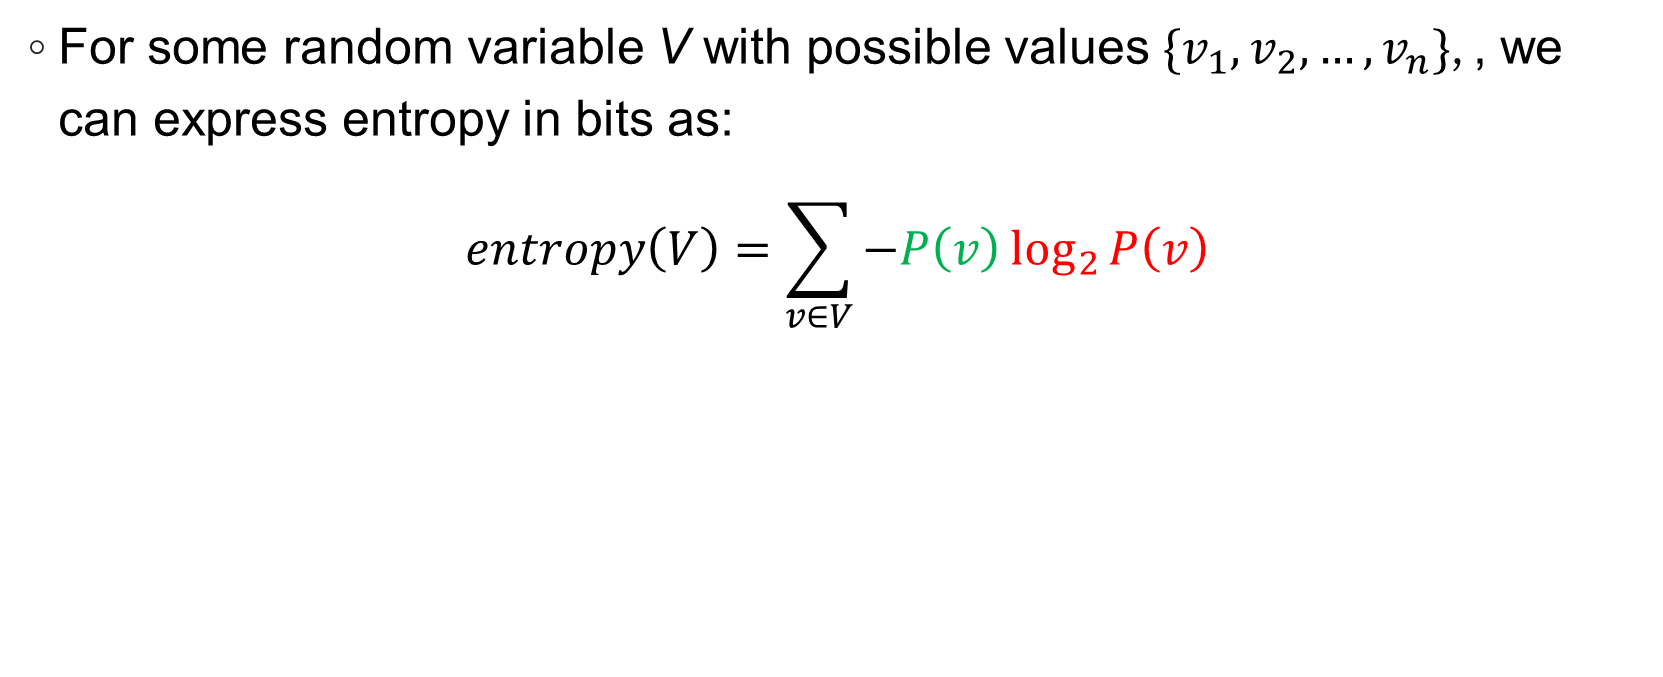 ◦ For some random variable V with possible values {𝑣₁, 𝑣₂, … , 𝑣ₙ}, , we
can express entropy in bits as:
𝑒𝑛𝑡𝑟𝑜𝑝𝑦(𝑉) = ∑_{𝑣∈𝑉} −𝑃(𝑣) log₂ 𝑃(𝑣)